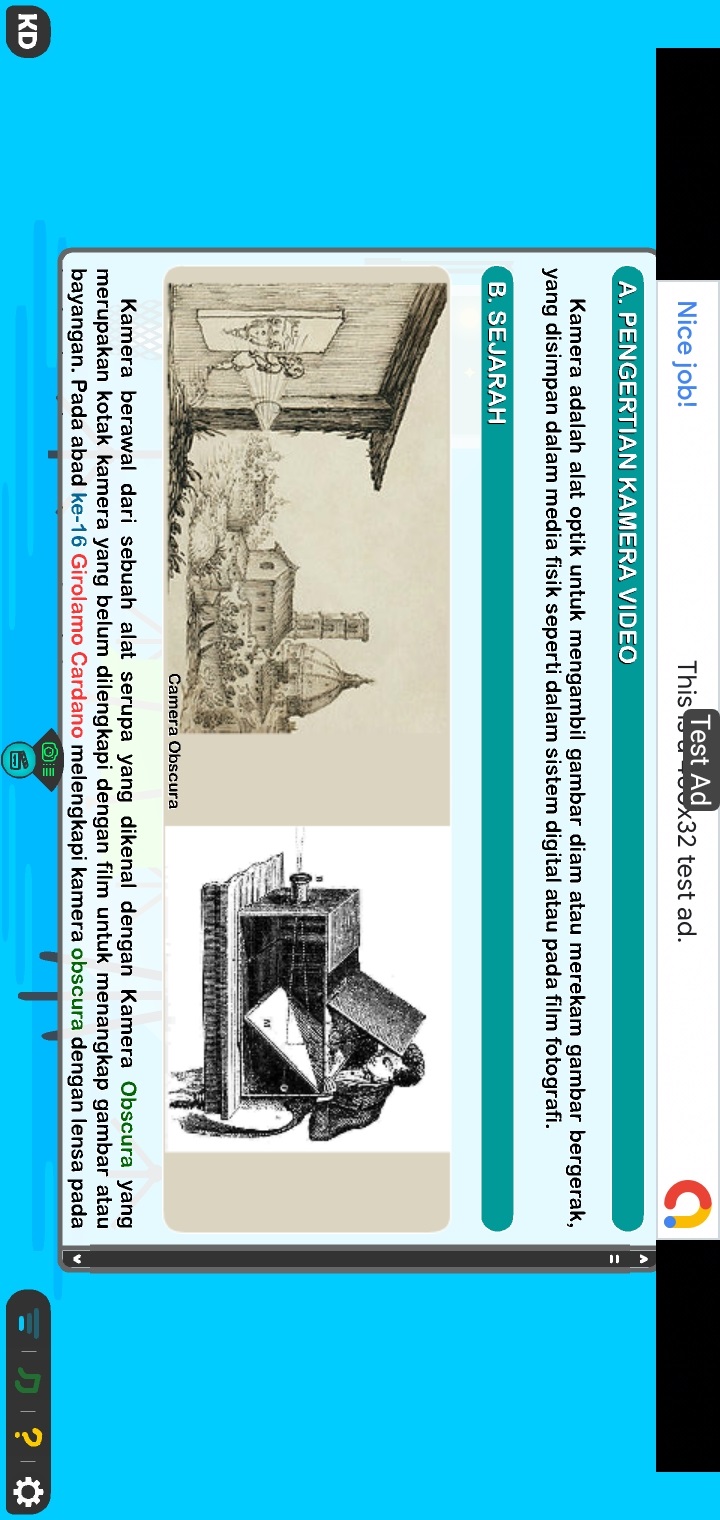 Nice job!
This is a 468x32 test ad.
Test Ad
A. PENGERTIAN KAMERA VIDEO
Kamera adalah alat optik untuk mengambil gambar diam atau merekam gambar bergerak,
yang disimpan dalam media fisik seperti dalam sistem digital atau pada film fotografi.
B. SEJARAH
Camera Obscura
Kamera berawal dari sebuah alat serupa yang dikenal dengan Kamera Obscura yang
merupakan kotak kamera yang belum dilengkapi dengan film untuk menangkap gambar atau
bayangan. Pada abad ke-16 Girolamo Cardano melengkapi kamera obscura dengan lensa pada
KD
?